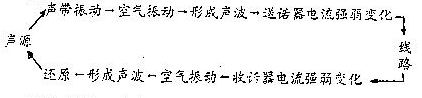 声带振动→空气振动→形成声波→送话器电流强弱变化
声源
线路
还原←形成声波←空气振动←收话器电流强弱变化